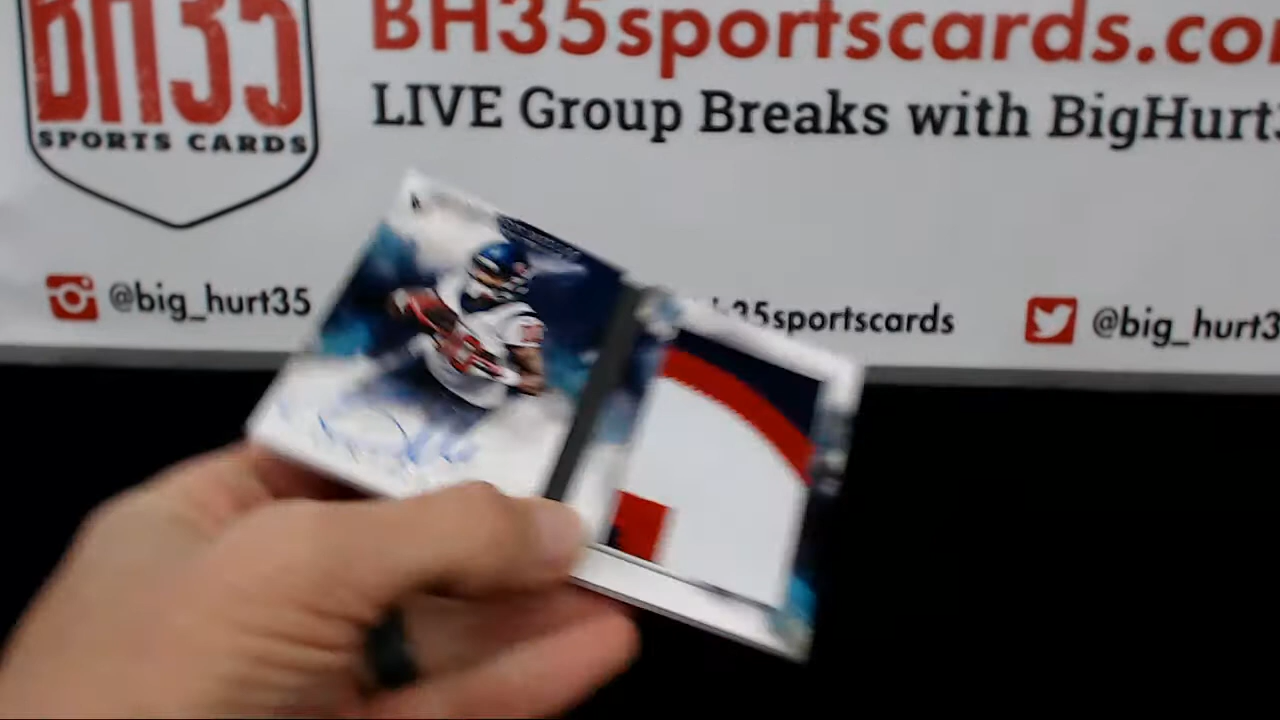 BH35
SPORTS CARDS
BH35sportscards.co
LIVE Group Breaks with BigHurt
@big_hurt35
35sportscards
@big_hurt3